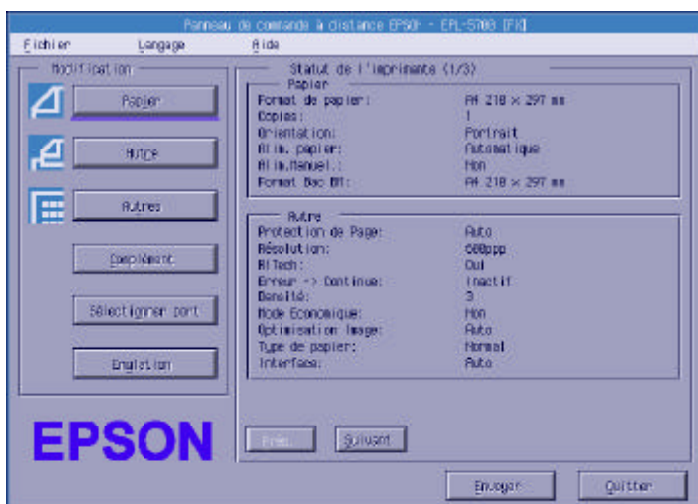 Panneau de commande à distance EPSON - EPL-5700 [FX]
Fichier Langage Aide
Modification
Papier
Autre
Autres
Complément
Sélectionner port
Emulation
EPSON
Statut de l'imprimante (1/3)
Papier
Format de papier: A4 210 x 297 mm
Copies: 1
Orientation: Portrait
Alim. papier: Automatique
Alim.Manuel.: Non
Format Bac BM: A4 210 x 297 mm
Autre
Protection de Page: Auto
Résolution: 600ppp
RITech: Oui
Erreur -> Continue: Inactif
Densité: 3
Mode Economique: Non
Optimisation Image: Auto
Type de papier: Normal
Interface: Auto
Préc. Suivant
Envoyer Quitter